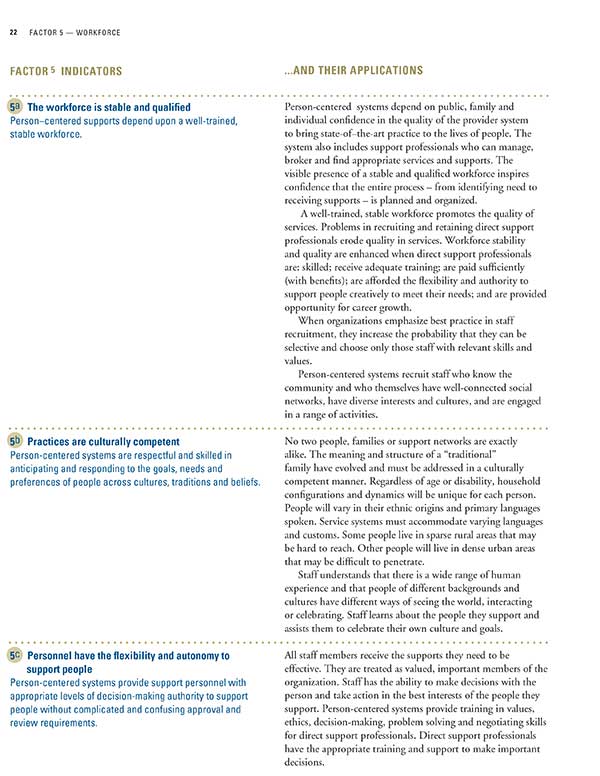 22 FACTOR 5 — WORKFORCE
FACTOR 5 INDICATORS
...AND THEIR APPLICATIONS
5a The workforce is stable and qualified
Person–centered supports depend upon a well-trained,
stable workforce.
Person-centered systems depend on public, family and
individual confidence in the quality of the provider system
to bring state-of-the-art practice to the lives of people. The
system also includes support professionals who can manage,
broker and find appropriate services and supports. The
visible presence of a stable and qualified workforce inspires
confidence that the entire process – from identifying need to
receiving supports – is planned and organized.
A well-trained, stable workforce promotes the quality of
services. Problems in recruiting and retaining direct support
professionals erode quality in services. Workforce stability
and quality are enhanced when direct support professionals
are: skilled; receive adequate training; are paid sufficiently
(with benefits); are afforded the flexibility and authority to
support people creatively to meet their needs; and are provided
opportunity for career growth.
When organizations emphasize best practice in staff
recruitment, they increase the probability that they can be
selective and choose only those staff with relevant skills and
values.
Person-centered systems recruit staff who know the
community and who themselves have well-connected social
networks, have diverse interests and cultures, and are engaged
in a range of activities.
5b Practices are culturally competent
Person-centered systems are respectful and skilled in
anticipating and responding to the goals, needs and
preferences of people across cultures, traditions and beliefs.
No two people, families or support networks are exactly
alike. The meaning and structure of a “traditional”
family have evolved and must be addressed in a culturally
competent manner. Regardless of age or disability, household
configurations and dynamics will be unique for each person.
People will vary in their ethnic origins and primary languages
spoken. Service systems must accommodate varying languages
and customs. Some people live in sparse rural areas that may
be hard to reach. Other people will live in dense urban areas
that may be difficult to penetrate.
Staff understands that there is a wide range of human
experience and that people of different backgrounds and
cultures have different ways of seeing the world, interacting
or celebrating. Staff learns about the people they support and
assists them to celebrate their own culture and goals.
5c Personnel have the flexibility and autonomy to
support people
Person-centered systems provide support personnel with
appropriate levels of decision-making authority to support
people without complicated and confusing approval and
review requirements.
All staff members receive the supports they need to be
effective. They are treated as valued, important members of the
organization. Staff has the ability to make decisions with the
person and take action in the best interests of the people they
support. Person-centered systems provide training in values,
ethics, decision-making, problem solving and negotiating skills
for direct support professionals. Direct support professionals
have the appropriate training and support to make important
decisions.